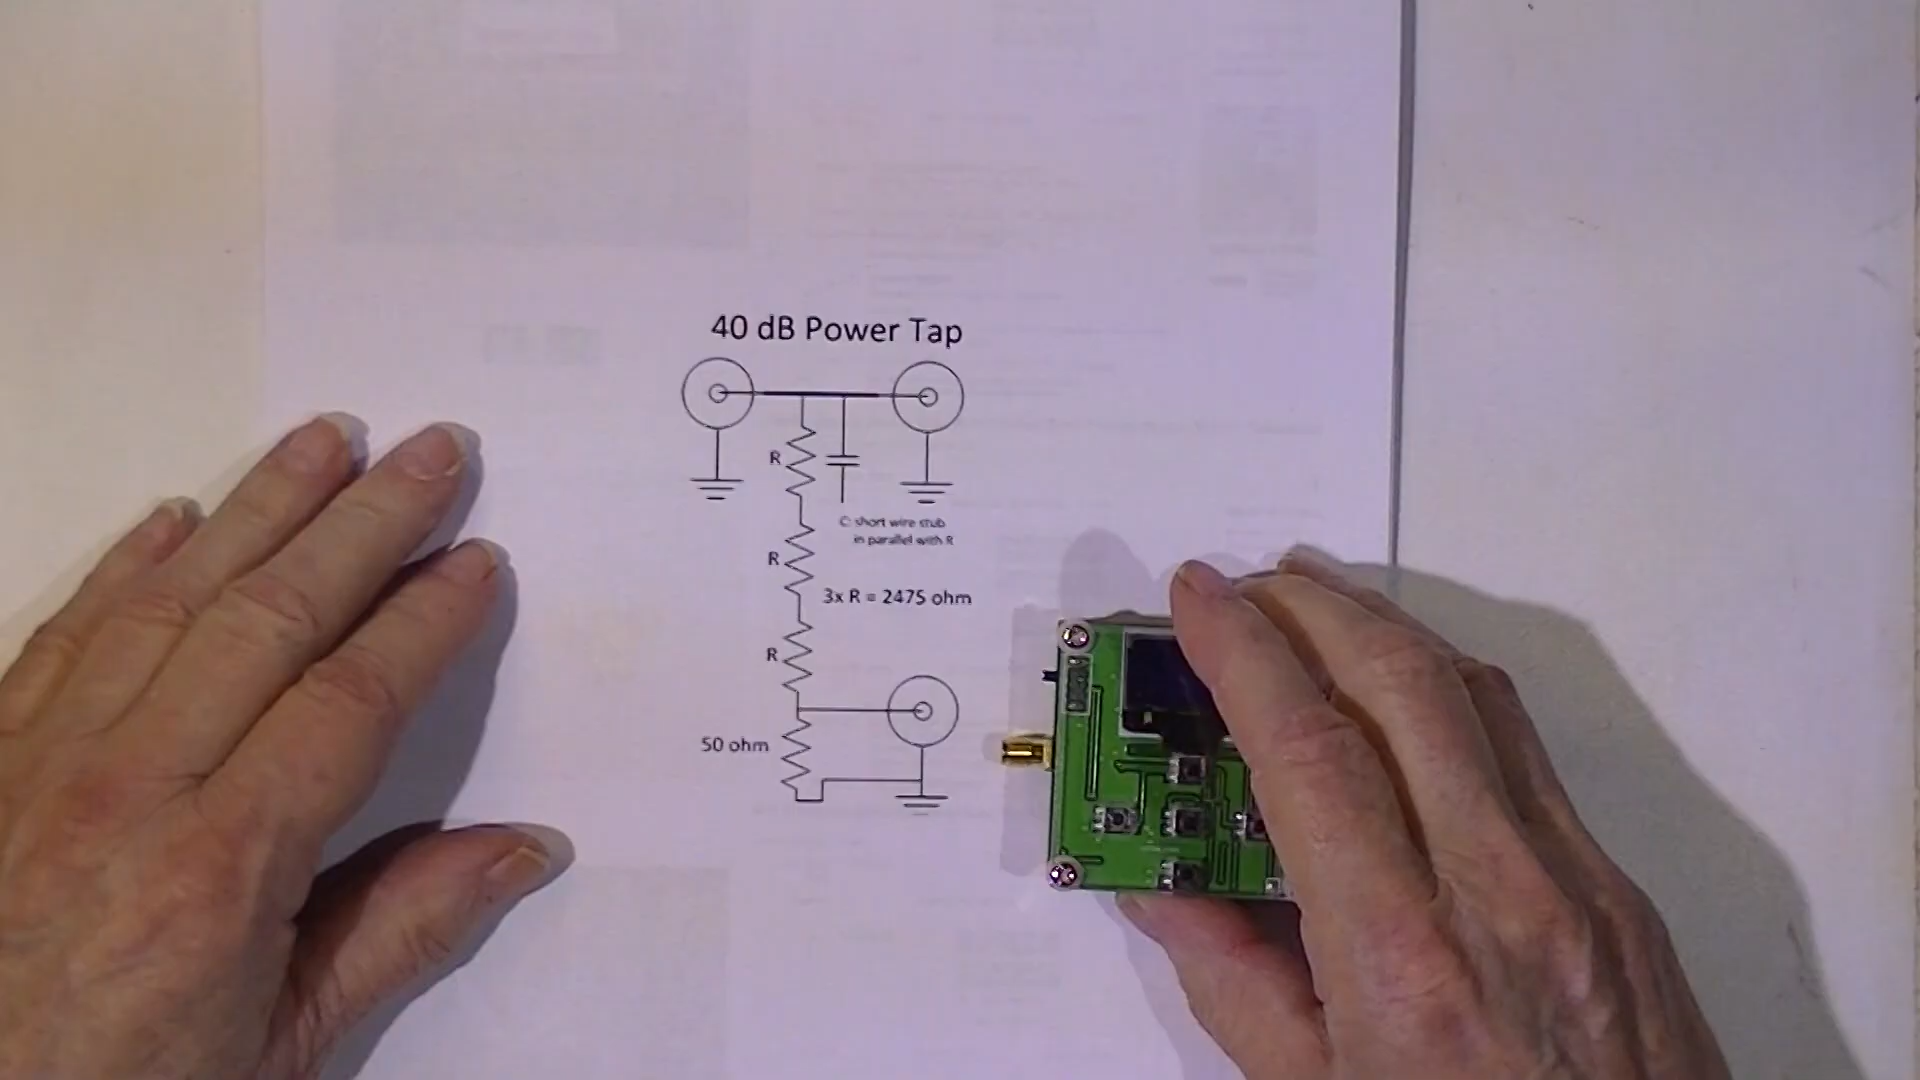 40 dB Power Tap
R
C: short wire stub
in parallel with R
R
3x R = 2475 ohm
R
50 ohm